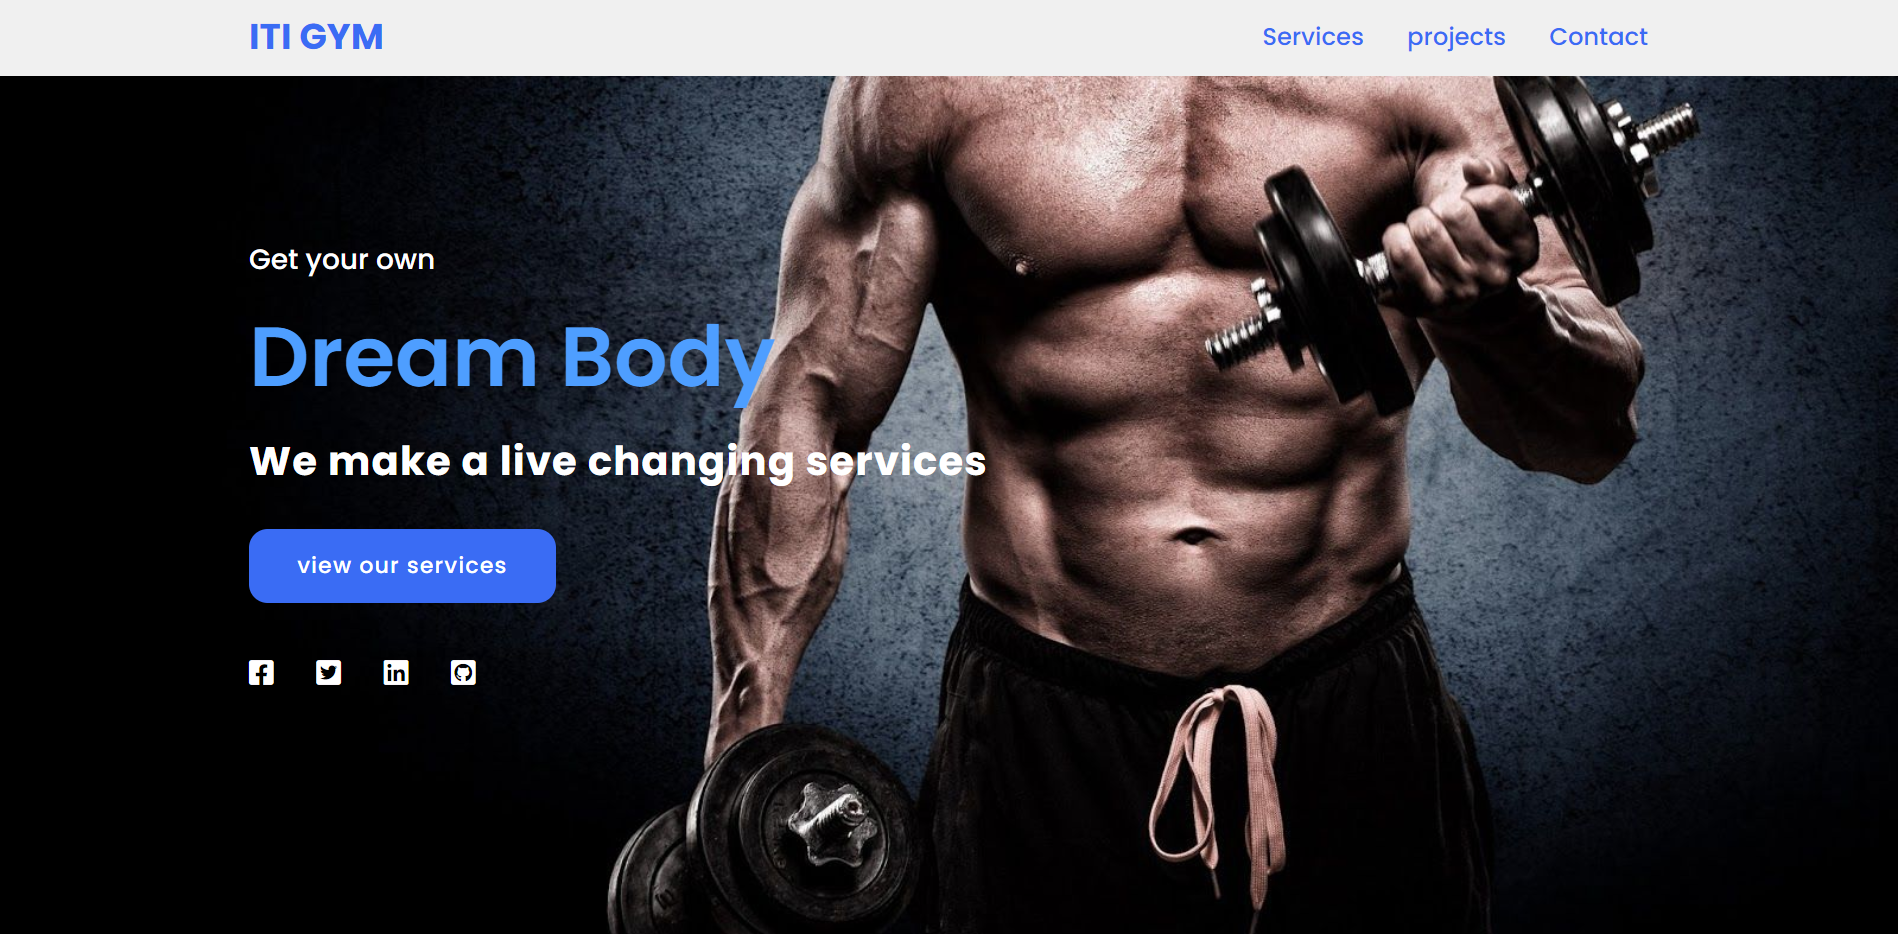 ITI GYM
Services projects Contact
Get your own
Dream Body
We make a live changing services
view our services